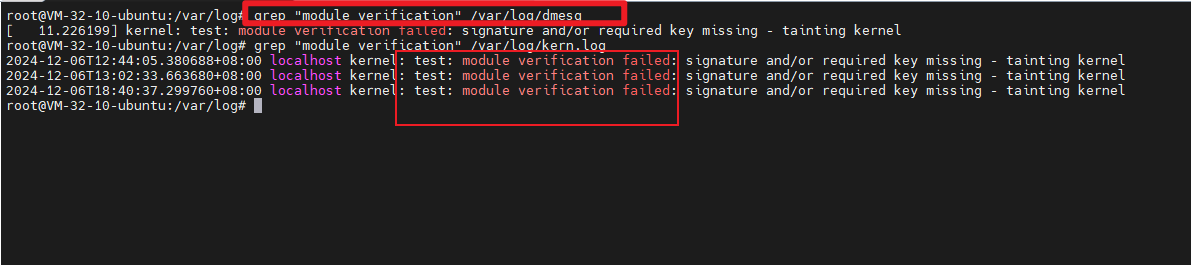 root@VM-32-10-ubuntu:/var/log# grep "module verification" /var/log/dmesg
[   11.226199] kernel: test: module verification failed: signature and/or required key missing - tainting kernel
root@VM-32-10-ubuntu:/var/log# grep "module verification" /var/log/kern.log
2024-12-06T12:44:05.380688+08:00 localhost kernel: test: module verification failed: signature and/or required key missing - tainting kernel
2024-12-06T13:02:33.663680+08:00 localhost kernel: test: module verification failed: signature and/or required key missing - tainting kernel
2024-12-06T18:40:37.299760+08:00 localhost kernel: test: module verification failed: signature and/or required key missing - tainting kernel
root@VM-32-10-ubuntu:/var/log#